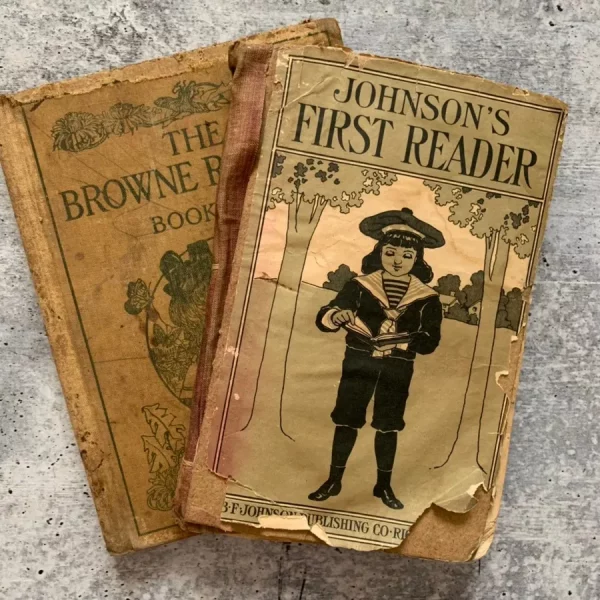 THE
BROWNE R
BOOK
JOHNSON'S
FIRST READER
B·F·JOHNSON PUBLISHING CO·RI